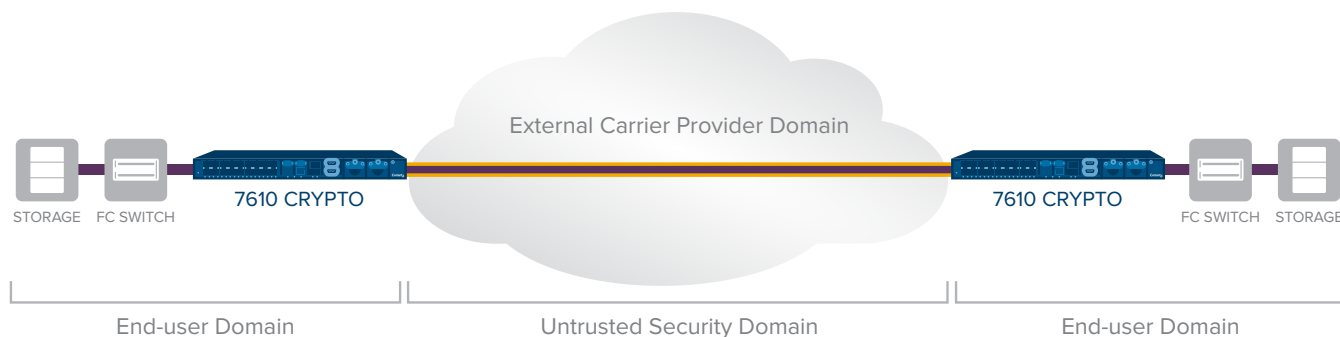 External Carrier Provider Domain
7610 CRYPTO
7610 CRYPTO
STORAGE
FC SWITCH
FC SWITCH
STORAGE
End-user Domain
Untrusted Security Domain
End-user Domain